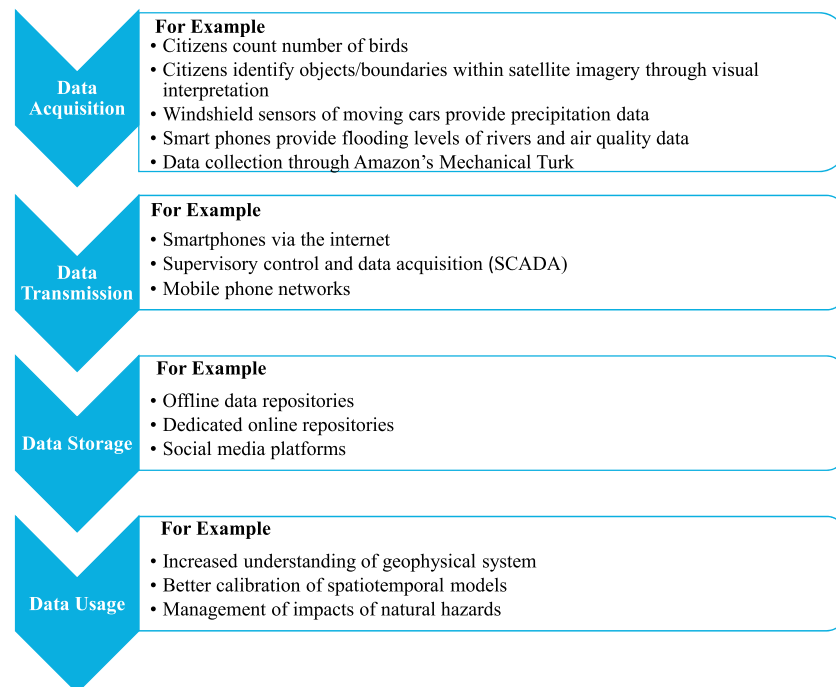 For Example
Data
Acquisition
• Citizens count number of birds
• Citizens identify objects/boundaries within satellite imagery through visual
interpretation
• Windshield sensors of moving cars provide precipitation data
• Smart phones provide flooding levels of rivers and air quality data
• Data collection through Amazon's Mechanical Turk
Data
Transmission
For Example
• Smartphones via the internet
• Supervisory control and data acquisition (SCADA)
• Mobile phone networks
Data Storage
For Example
• Offline data repositories
• Dedicated online repositories
• Social media platforms
Data Usage
For Example
• Increased understanding of geophysical system
• Better calibration of spatiotemporal models
• Management of impacts of natural hazards